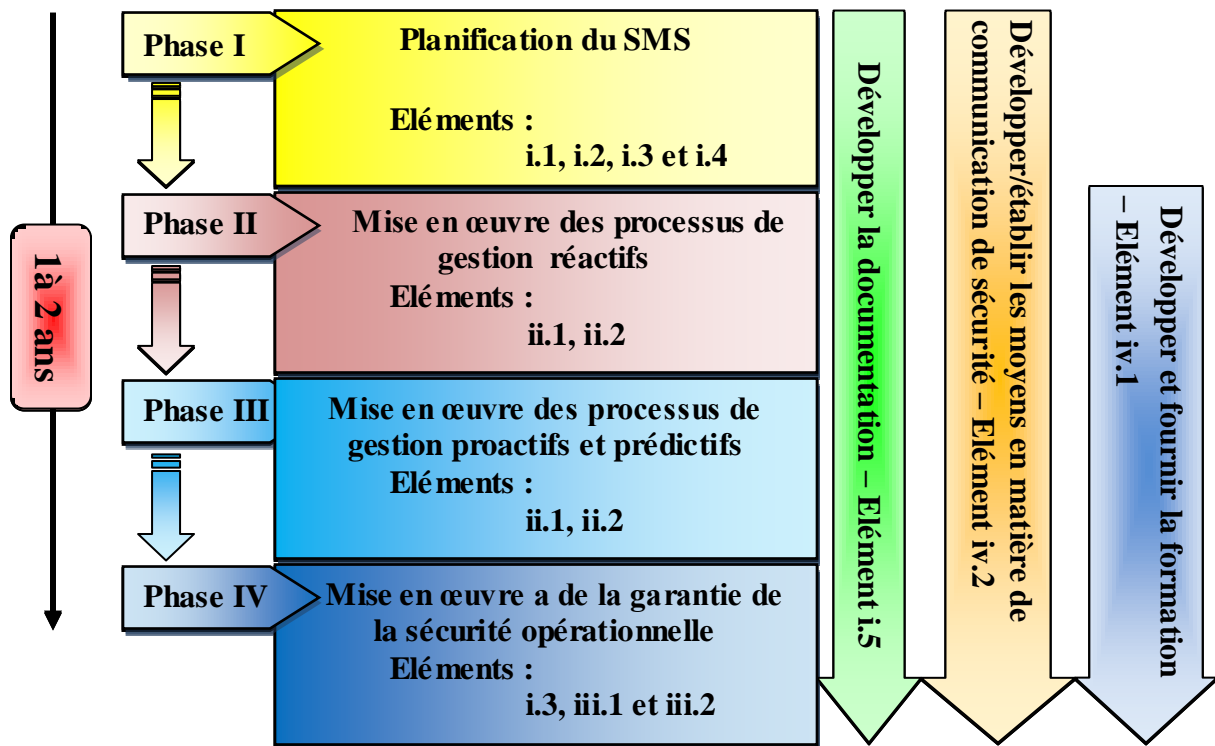 Phase I
Planification du SMS
Eléments :
i.1, i.2, i.3 et i.4
Phase II
Mise en œuvre des processus de
gestion réactifs
Eléments :
ii.1, ii.2
Phase III
Mise en œuvre des processus de
gestion proactifs et prédictifs
Eléments :
ii.1, ii.2
Phase IV
Mise en œuvre a de la garantie de
la sécurité opérationnelle
Eléments :
i.3, iii.1 et iii.2
1à 2 ans
Développer la documentation – Elément i.5
Développer/établir les moyens en matière de
communication de sécurité – Elément iv.2
Développer et fournir la formation
– Elément iv.1